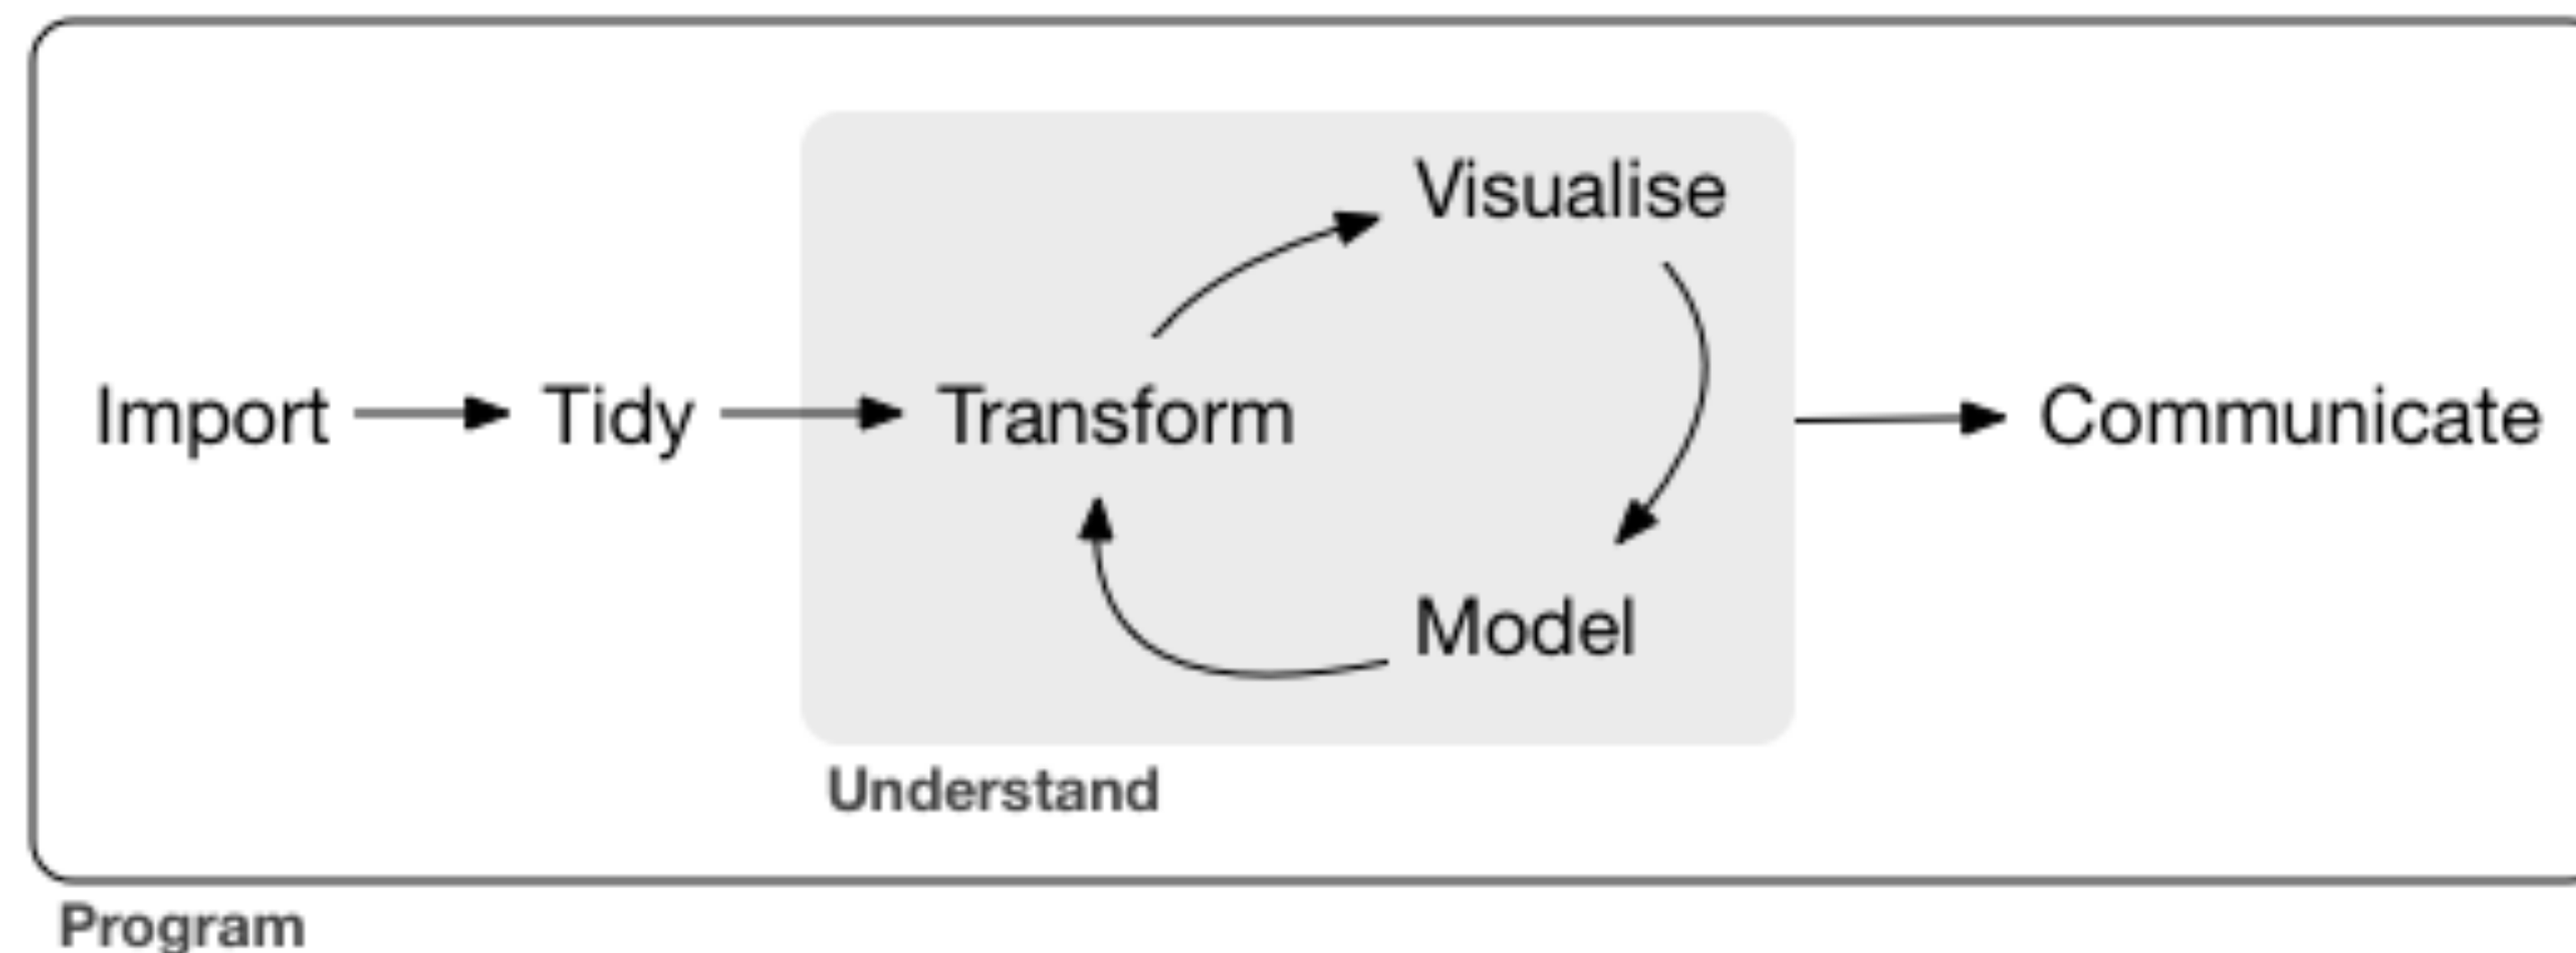 Visualise
Import
Tidy
Transform
Communicate
Model
Understand
Program